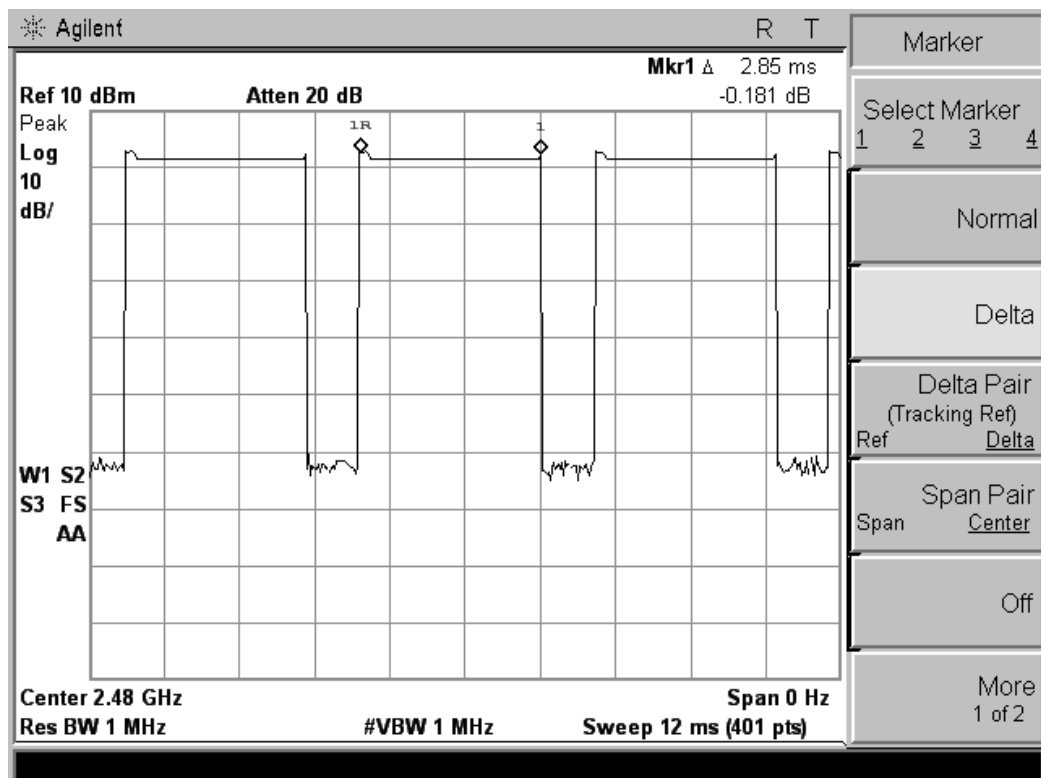 Agilent R T
Mkr1 Δ 2.85 ms
Ref 10 dBm Atten 20 dB -0.181 dB
Peak
Log
10
dB/
1R 1
W1 S2
S3 FS
AA
Center 2.48 GHz Span 0 Hz
Res BW 1 MHz #VBW 1 MHz Sweep 12 ms (401 pts)
Marker
Select Marker
1 2 3 4
Normal
Delta
Delta Pair
(Tracking Ref)
Ref Delta
Span Pair
Span Center
Off
More
1 of 2